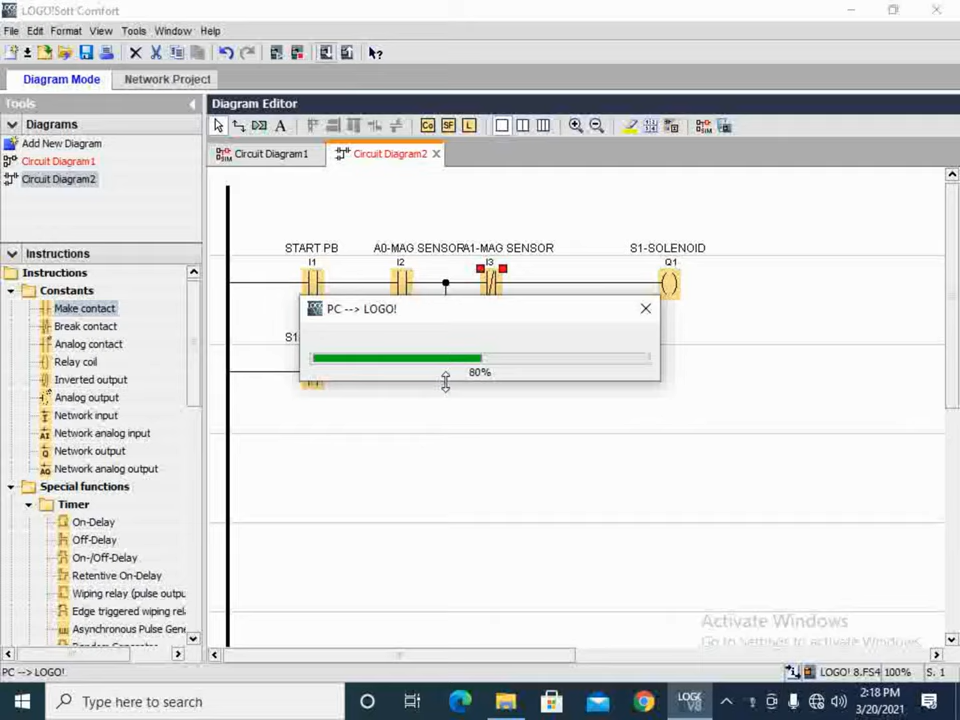 LOGO!Soft Comfort
File Edit Format View Tools Window Help
Diagram Mode Network Project
Tools
Diagram Editor
Diagrams
Add New Diagram
Circuit Diagram1
Circuit Diagram2
Co SF L
SIM
Circuit Diagram1
Circuit Diagram2
Instructions
Instructions
Constants
Make contact
Break contact
Analog contact
Relay coil
Inverted output
Analog output
Network input
AI Network analog input
Q Network output
AQ Network analog output
Special functions
Timer
On-Delay
Off-Delay
On-/Off-Delay
Retentive On-Delay
Wiping relay (pulse outpu
Edge triggered wiping rela
Asynchronous Pulse Gene
START PB A0-MAG SENSOR A1-MAG SENSOR S1-SOLENOID
I1 I2 I3 Q1
S1
PC --> LOGO!
80%
Activate Windows
Go to Settings to activate Windows.
PC --> LOGO!
LOGO! 8.FS4 100% S. 1
Type here to search
2:18 PM
3/20/2021